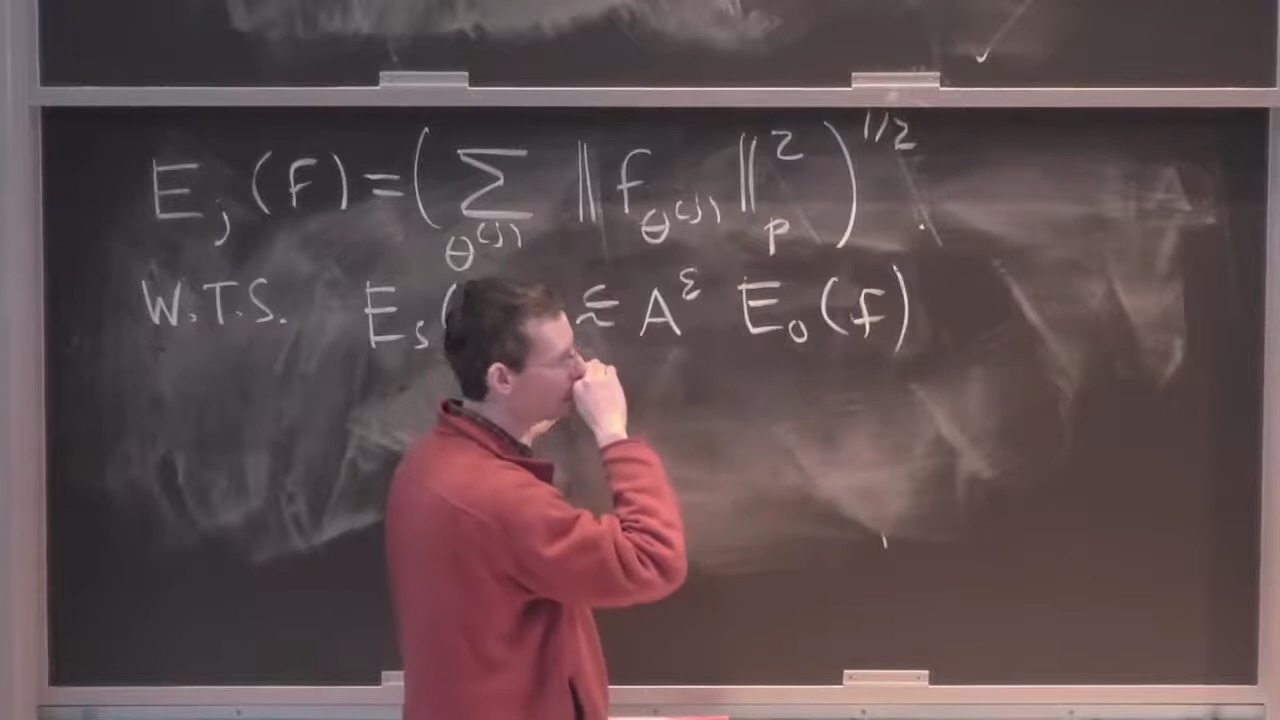 E_j (f) = ( Σ_{θ^{(j)}} ‖ f_{θ^{(j)}} ‖_p^2 )^{1/2}
W.T.S. E_s ( ≲ A^ε E_0 (f)